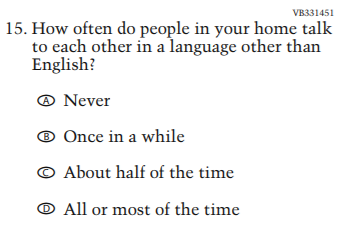 VB331451
15. How often do people in your home talk
to each other in a language other than
English?
A Never
B Once in a while
C About half of the time
D All or most of the time